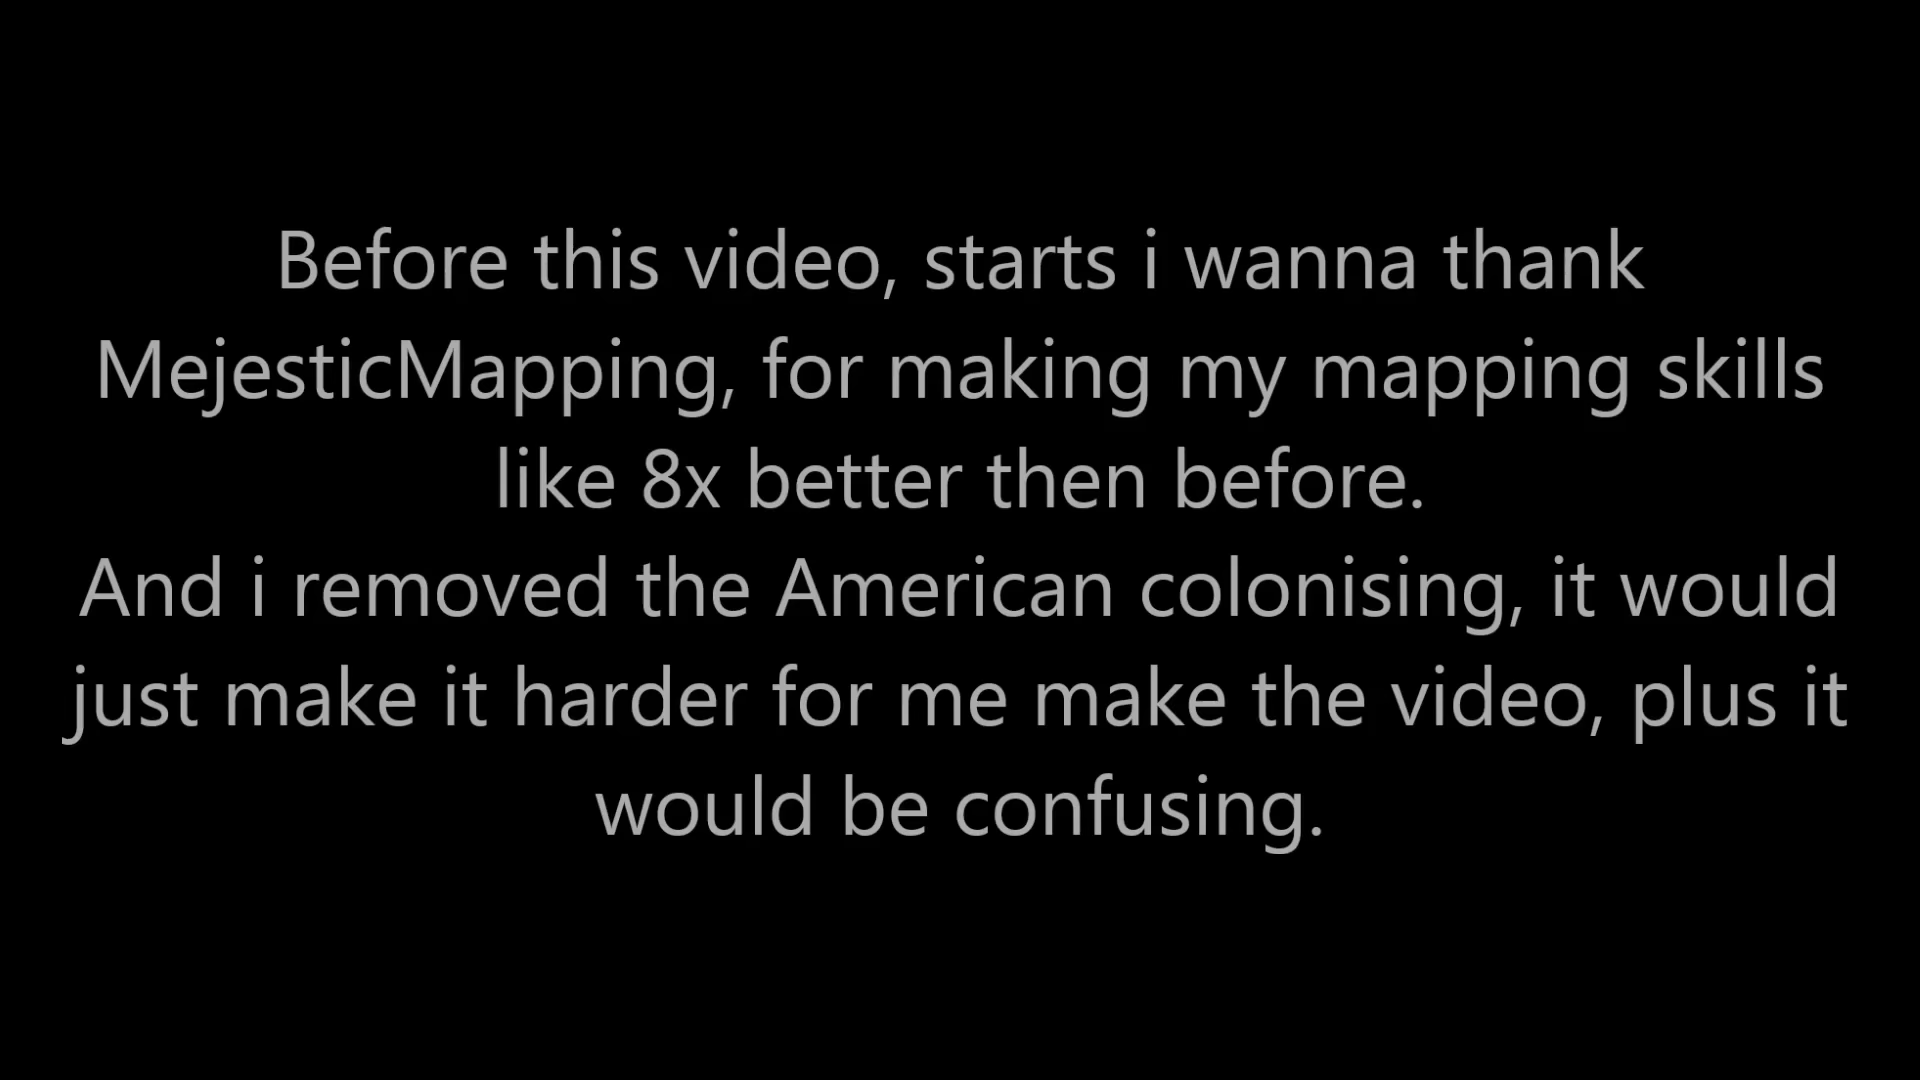 Before this video, starts i wanna thank
MejesticMapping, for making my mapping skills
like 8x better then before.
And i removed the American colonising, it would
just make it harder for me make the video, plus it
would be confusing.